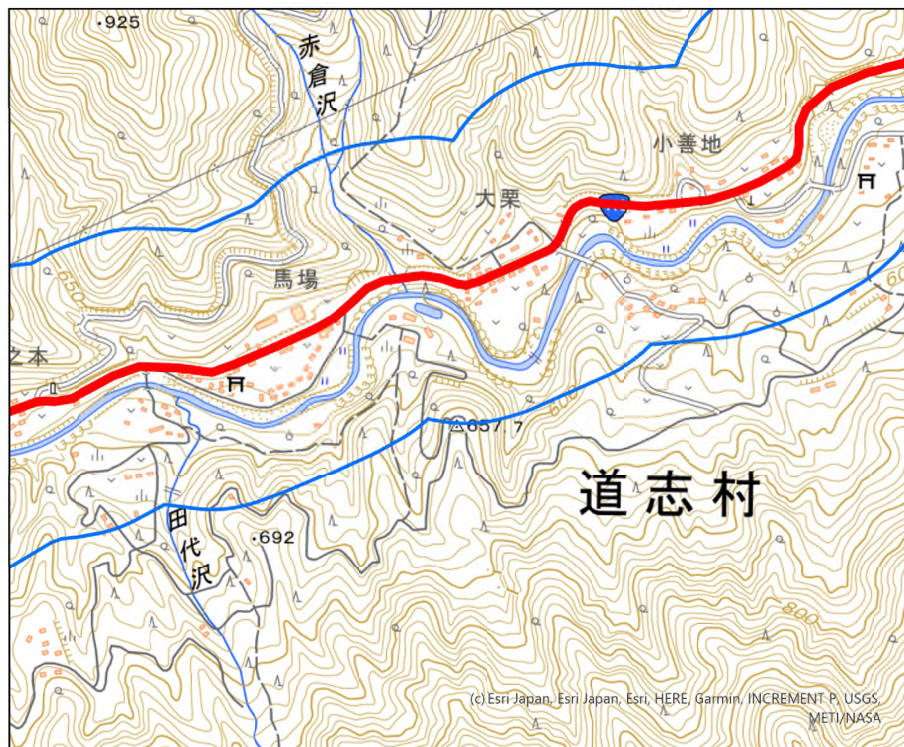 ・925
赤倉沢
小善地
大栗
650
馬場
之本
600
657.7
道志村
・692
田代沢
800
(c) Esri Japan, Esri Japan, Esri, HERE, Garmin, INCREMENT P, USGS,
METI/NASA